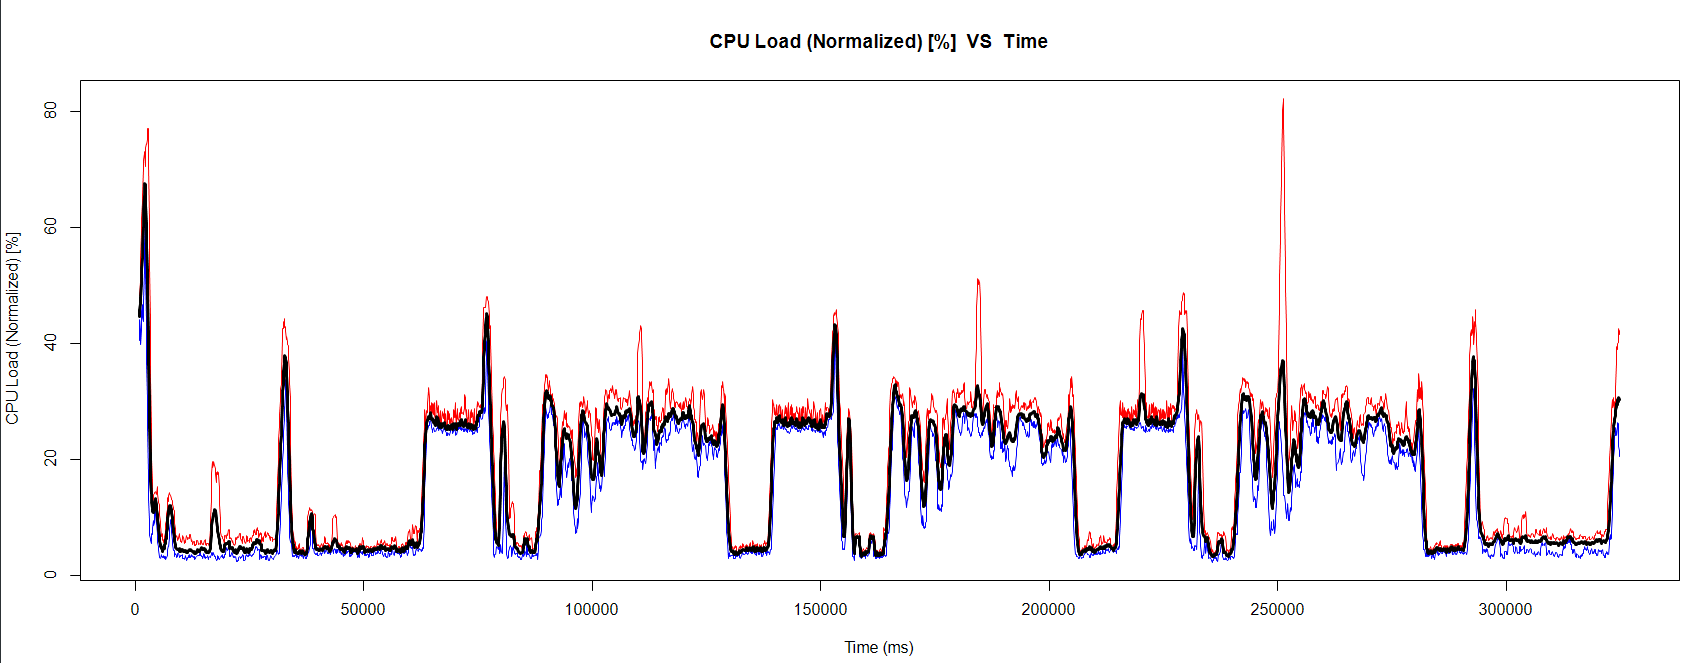 CPU Load (Normalized) [%]  VS  Time
CPU Load (Normalized) [%]
80
60
40
20
0
0 50000 100000 150000 200000 250000 300000
Time (ms)